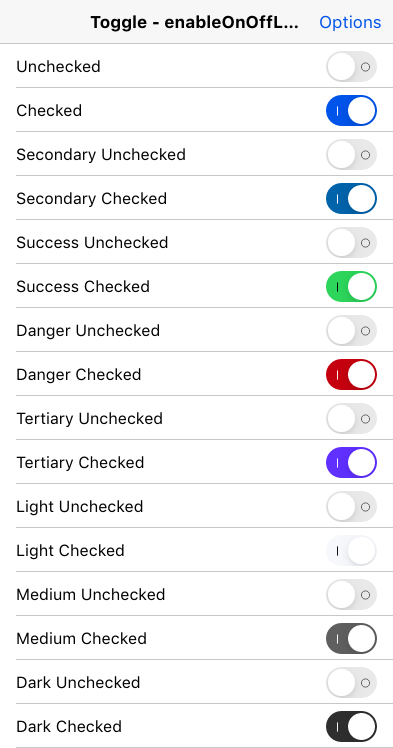 Toggle - enableOnOffL...
Options
Unchecked
Checked
Secondary Unchecked
Secondary Checked
Success Unchecked
Success Checked
Danger Unchecked
Danger Checked
Tertiary Unchecked
Tertiary Checked
Light Unchecked
Light Checked
Medium Unchecked
Medium Checked
Dark Unchecked
Dark Checked